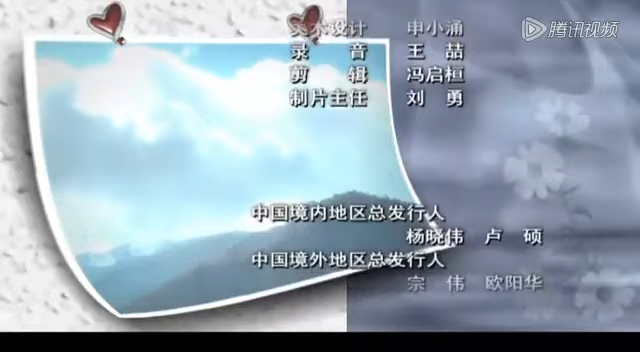 腾讯视频
美术设计 申小涌
录 音 王 喆
剪 辑 冯启桓
制片主任 刘 勇
中国境内地区总发行人
杨晓伟 卢 硕
中国境外地区总发行人
宗 伟 欧阳华